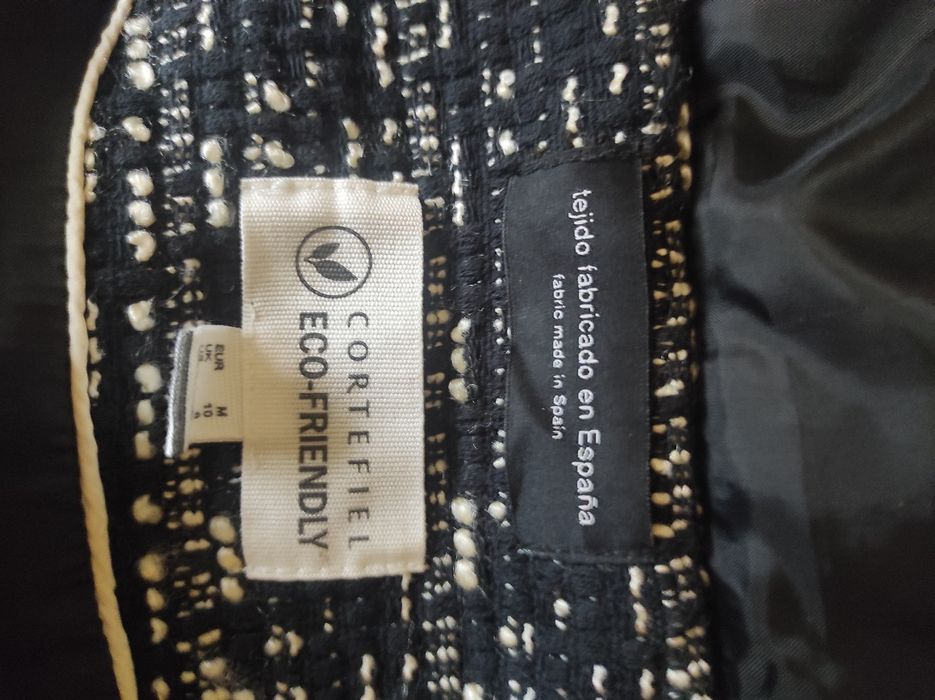 CORTEFIEL
ECO-FRIENDLY
EUR M
UK 10
tejido fabricado en España
fabric made in Spain